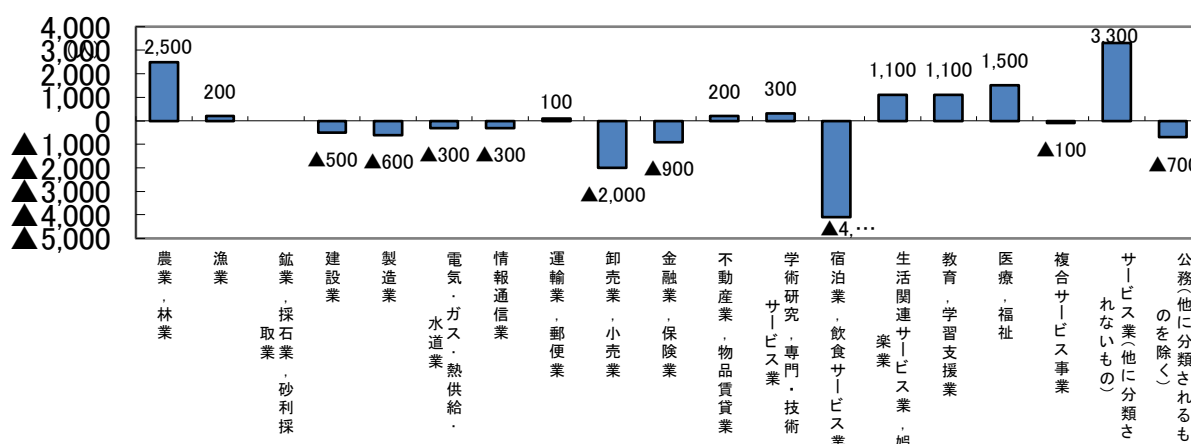 4,000
3,000
(人)
2,000
1,000
0
▲1,000
▲2,000
▲3,000
▲4,000
▲5,000
2,500
200
▲500
▲600
▲300
▲300
100
▲2,000
▲900
200
300
▲4,…
1,100
1,100
1,500
▲100
3,300
▲700
農業,林業
漁業
鉱業,採石業,砂利採
取業
建設業
製造業
電気・ガス・熱供給・
水道業
情報通信業
運輸業,郵便業
卸売業,小売業
金融業,保険業
不動産業,物品賃貸業
学術研究,専門・技術
サービス業
宿泊業,飲食サービス業
生活関連サービス業,娯
楽業
教育,学習支援業
医療,福祉
複合サービス事業
サービス業(他に分類さ
れないもの)
公務(他に分類されるも
のを除く)